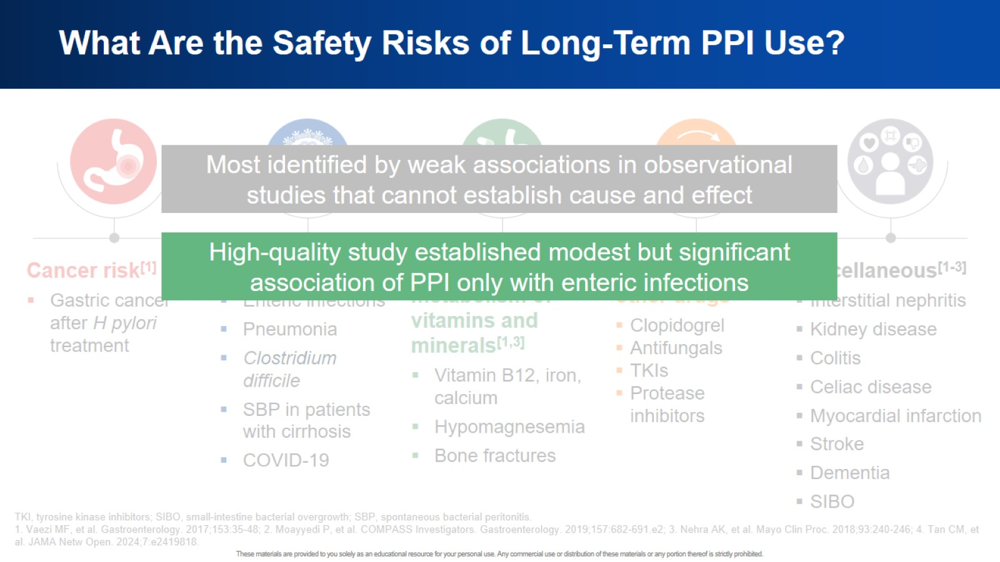 What Are the Safety Risks of Long-Term PPI Use?
Most identified by weak associations in observational
studies that cannot establish cause and effect
High-quality study established modest but significant
association of PPI only with enteric infections
Cancer risk[1]
Gastric cancer
after H pylori
treatment
Enteric infections
Pneumonia
Clostridium
difficile
SBP in patients
with cirrhosis
COVID-19
metabolism of
vitamins and
minerals[1,3]
Vitamin B12, iron,
calcium
Hypomagnesemia
Bone fractures
other drugs
Clopidogrel
Antifungals
TKIs
Protease
inhibitors
cellaneous[1-3]
Interstitial nephritis
Kidney disease
Colitis
Celiac disease
Myocardial infarction
Stroke
Dementia
SIBO
TKI, tyrosine kinase inhibitors; SIBO, small-intestine bacterial overgrowth; SBP, spontaneous bacterial peritonitis.
1. Vaezi MF, et al. Gastroenterology. 2017;153:35-48; 2. Moayyedi P, et al. COMPASS Investigators. Gastroenterology. 2019;157:682-691.e2; 3. Nehra AK, et al. Mayo Clin Proc. 2018;93:240-246; 4. Tan CM, et
al. JAMA Netw Open. 2024;7:e2419818.
These materials are provided to you solely as an educational resource for your personal use. Any commercial use or distribution of these materials or any portion thereof is strictly prohibited.